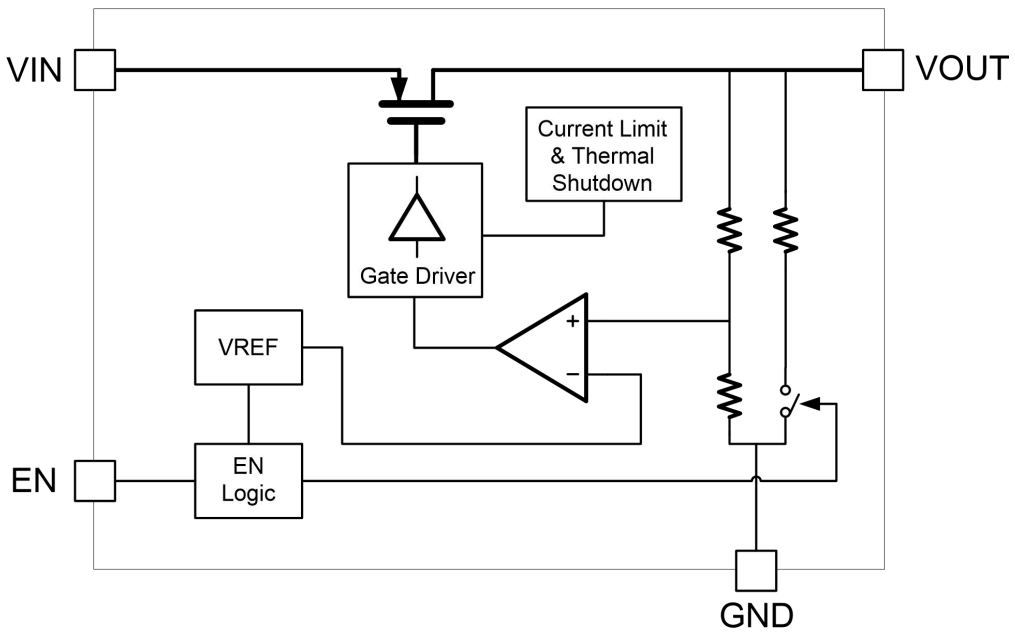 VIN
VOUT
Current Limit
& Thermal
Shutdown
Gate Driver
+
−
VREF
EN
EN
Logic
GND